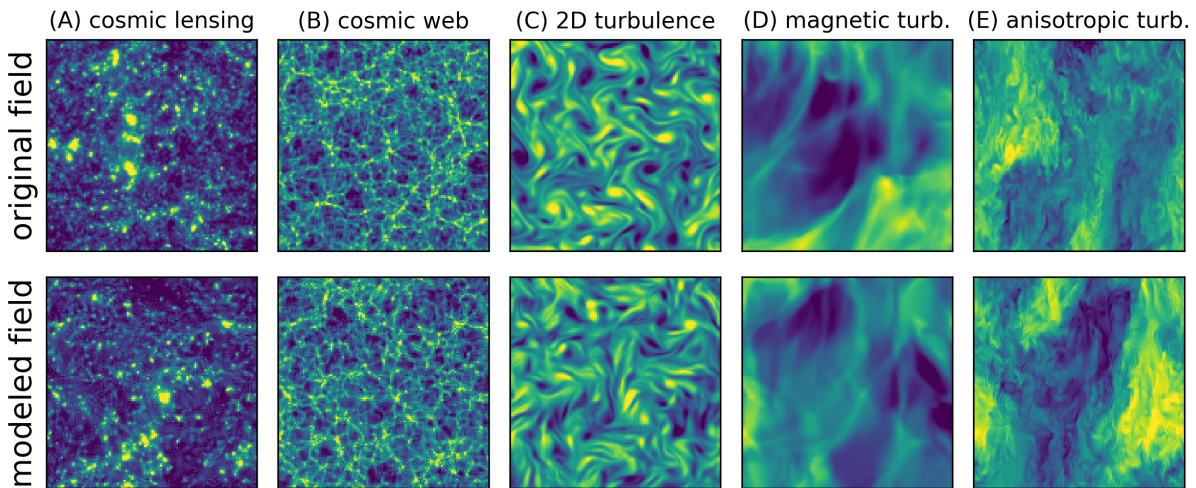 (A) cosmic lensing
(B) cosmic web
(C) 2D turbulence
(D) magnetic turb.
(E) anisotropic turb.
original field
modeled field